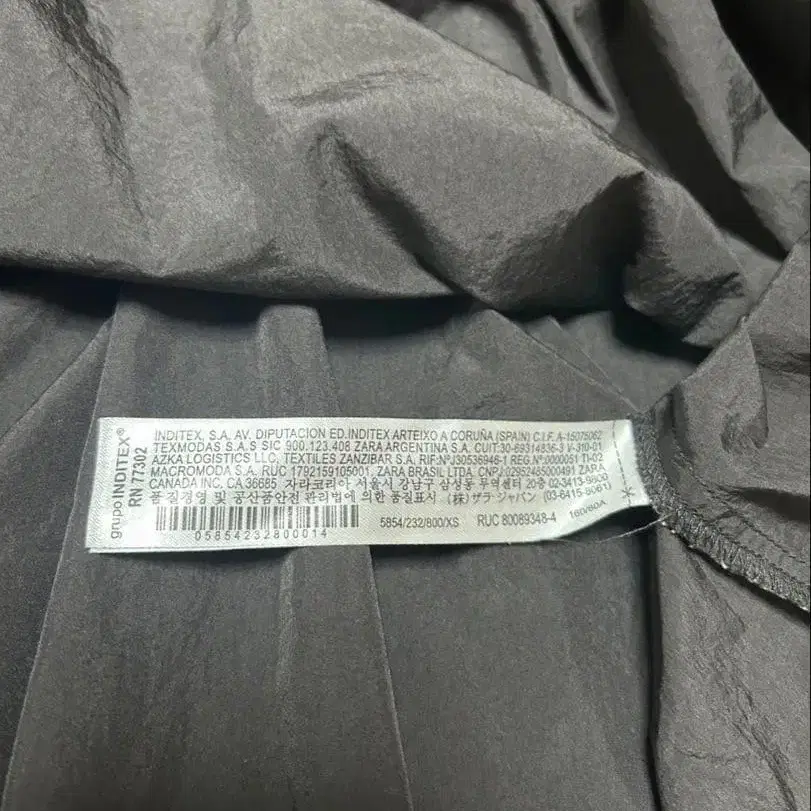 grupo INDITEX®
RN 77302
INDITEX, S.A. AV. DIPUTACION ED.INDITEX ARTEIXO A CORUÑA (SPAIN) C.I.F. A-15075062
TEXMODAS S.A.S SIC 900.123.408 ZARA ARGENTINA S.A. CUIT:30-69314836-3 V-310-01
AZKA LOGISTICS LLC, TEXTILES ZANZIBAR S.A. RIF:NºJ30536946-1 REG.Nº:0000051 TI-02
MACROMODA S.A. RUC 1792159105001, ZARA BRASIL LTDA. CNPJ:02952485000491 ZARA
CANADA INC. CA 36685 자라코리아 서울시 강남구 삼성동 무역센터 20층 02-3413-9800
품질경영 및 공산품안전 관리법에 의한 품질표시 (株) ザラ ジャパン (03-6415-8061)
05854232800014
5854/232/800/XS RUC 80089348-4 160/80A